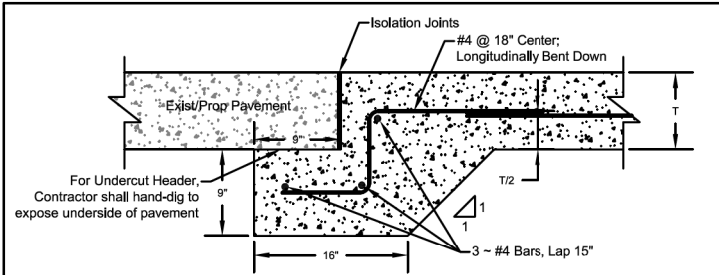 Isolation Joints
#4 @ 18" Center;
Longitudinally Bent Down
Exist/Prop Pavement
9"
T
For Undercut Header,
Contractor shall hand-dig to
expose underside of pavement
9"
T/2
1
1
3 ~ #4 Bars, Lap 15"
16"